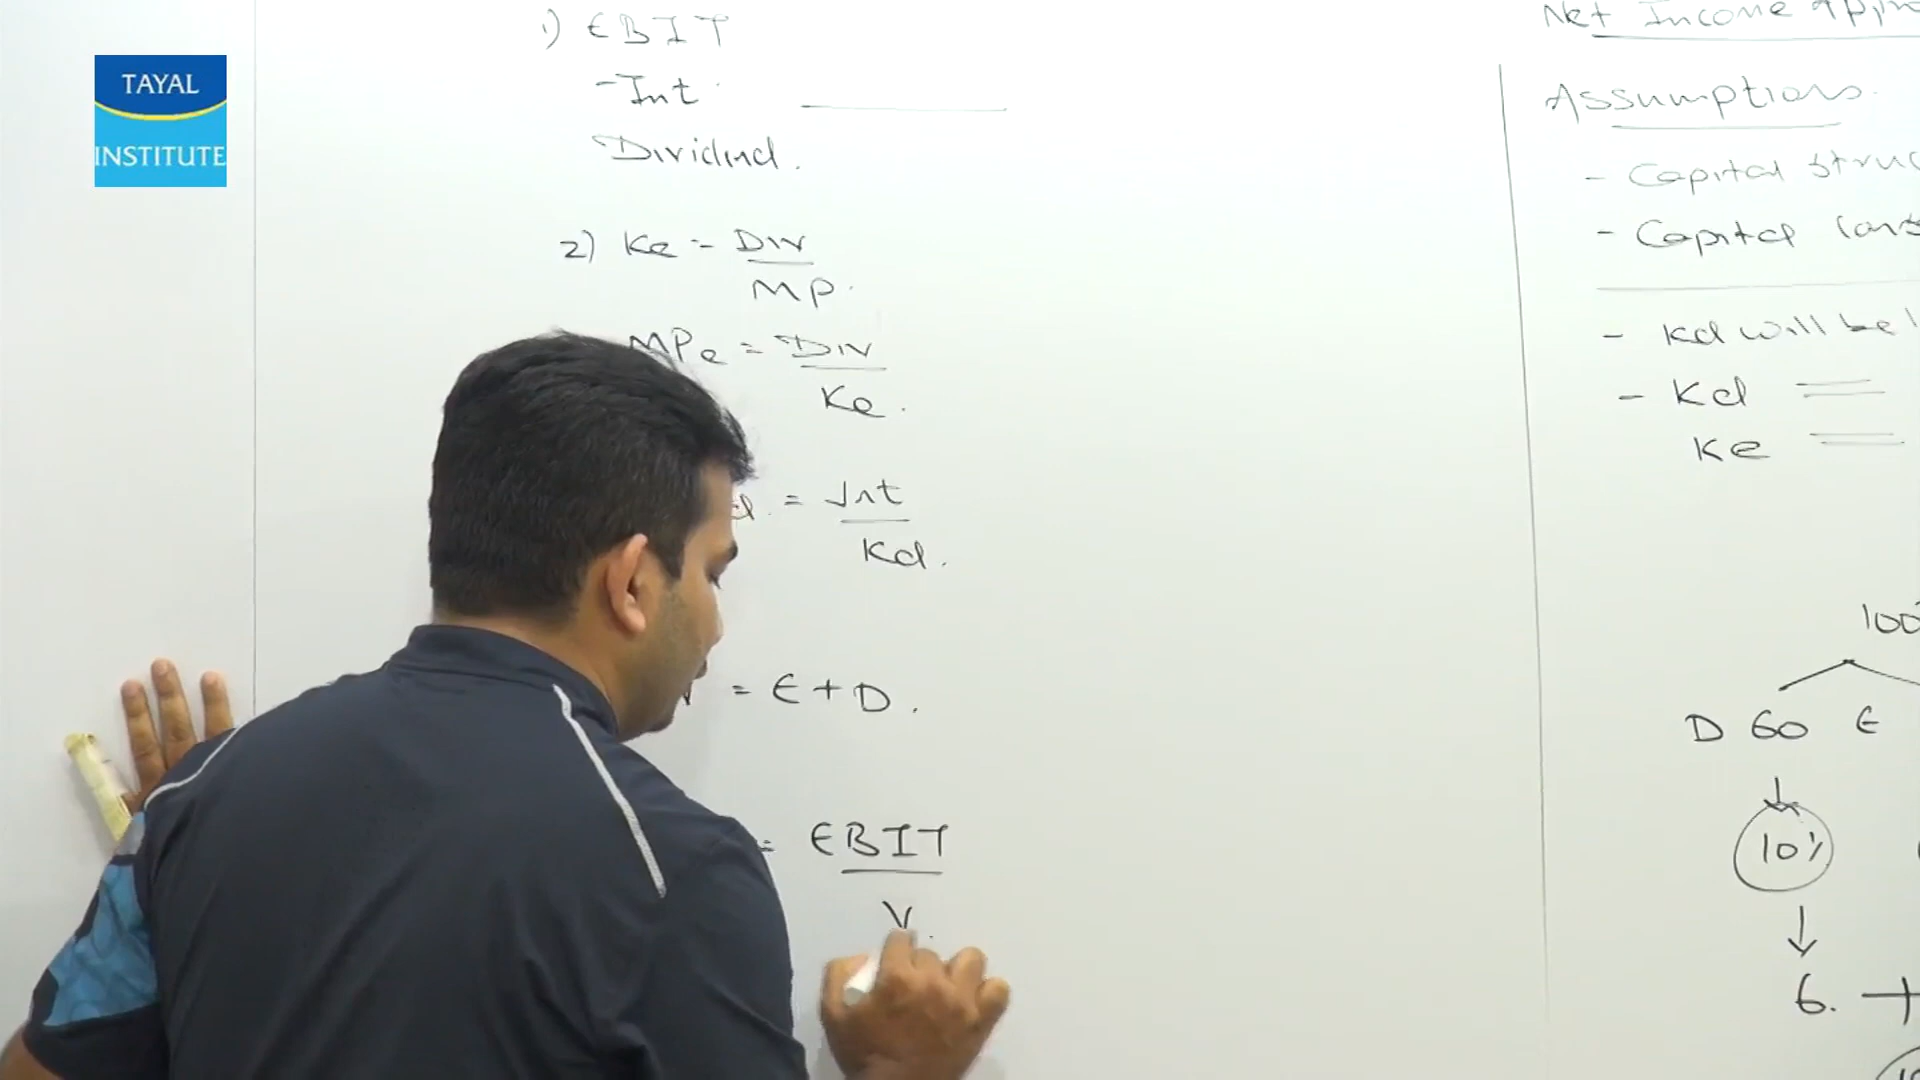 TAYAL
INSTITUTE
1) EBIT
-Int
Dividend.
2) Ke = Div
MP.
MPe = Div
Ke.
d. = Int
Kd.
V = E + D.
= EBIT
V.
Net Income
Assumptions.
- Capital
- Capital
- Kd will be
- Kd
Ke
100
D 60 E
10%
6. +